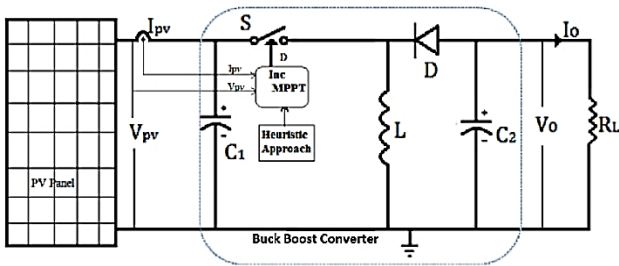 Ipv
S
Io
D
Ipv
Vpv
Inc
MPPT
D
Vpv
Heuristic
Approach
C1
L
C2
Vo
RL
PV Panel
Buck Boost Converter